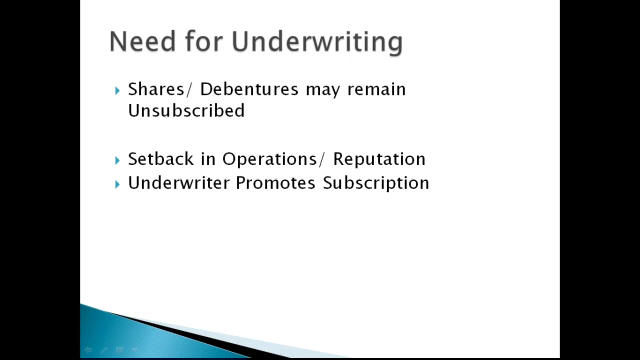 Need for Underwriting
Shares/ Debentures may remain
Unsubscribed
Setback in Operations/ Reputation
Underwriter Promotes Subscription